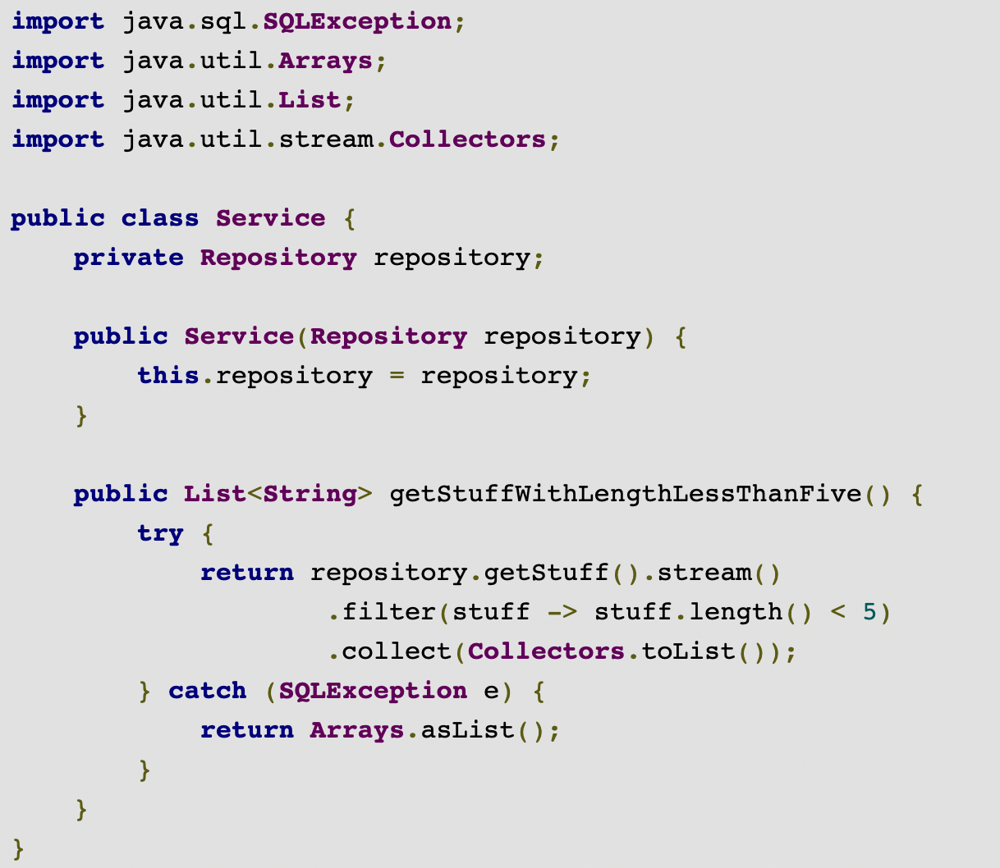 import java.sql.SQLException;
import java.util.Arrays;
import java.util.List;
import java.util.stream.Collectors;

public class Service {
    private Repository repository;

    public Service(Repository repository) {
        this.repository = repository;
    }

    public List<String> getStuffWithLengthLessThanFive() {
        try {
            return repository.getStuff().stream()
                    .filter(stuff -> stuff.length() < 5)
                    .collect(Collectors.toList());
        } catch (SQLException e) {
            return Arrays.asList();
        }
    }
}